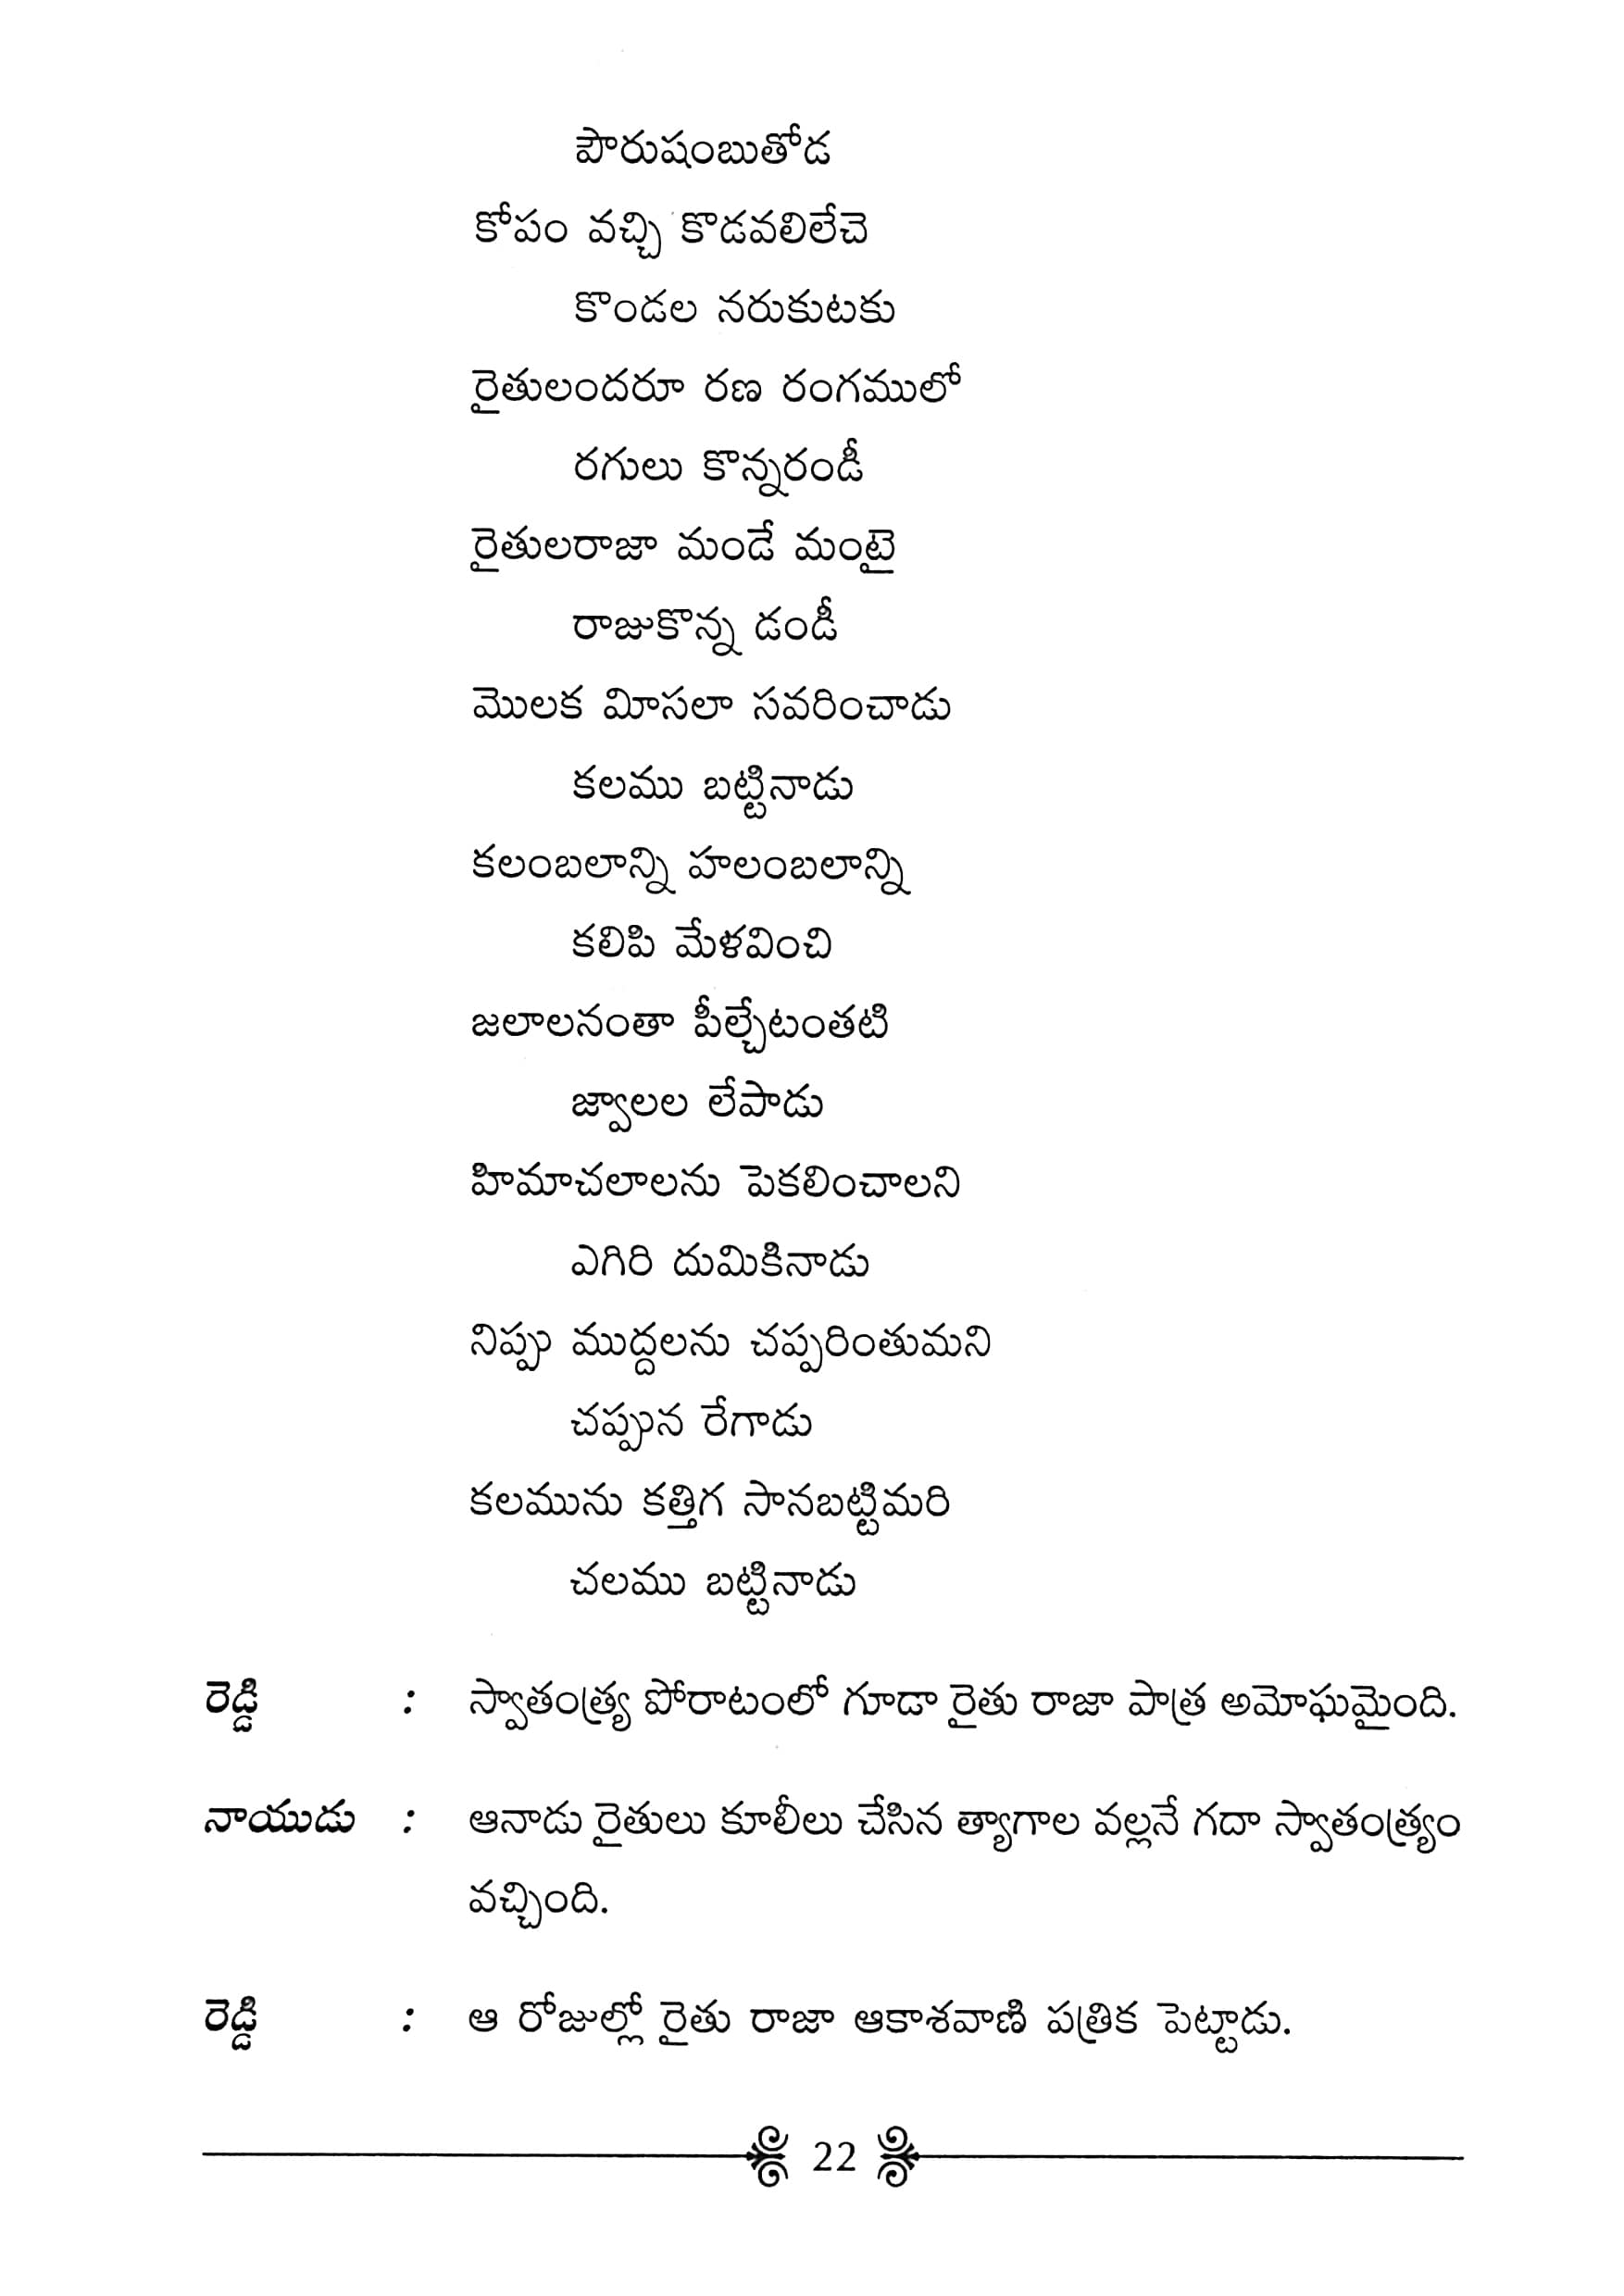 పౌరుషంబుతోడ
కోపం వచ్చి కొడవలిలేచె
కొండల నరుకుటకు
రైతులందరూ రణ రంగములో
రగులు కొన్నరండీ
రైతులరాజా మండే మంటై
రాజుకొన్న డండీ
మొలక మీసలా సవరించాడు
కలము బట్టినాడు
కలంబలాన్ని హలంబలాన్ని
కలిపి మేళవించి
జలాలనంతా పీల్చేటంతటి
జ్వాలల లేపాడు
హిమాచలాలను పెకలించాలని
ఎగిరి దుమికినాడు
నిప్పు ముద్దలను చప్పరింతుమని
చప్పున రేగాడు
కలమును కత్తిగ సానబట్టిమరి
చలము బట్టినాడు
రెడ్డి : స్వాతంత్ర్య పోరాటంలో గూడా రైతు రాజా పాత్ర అమోఘమైంది.
నాయుడు : ఆనాడు రైతులు కూలీలు చేసిన త్యాగాల వల్లనే గదా స్వాతంత్ర్యం
వచ్చింది.
రెడ్డి : ఆ రోజుల్లో రైతు రాజా ఆకాశవాణి పత్రిక పెట్టాడు.
22